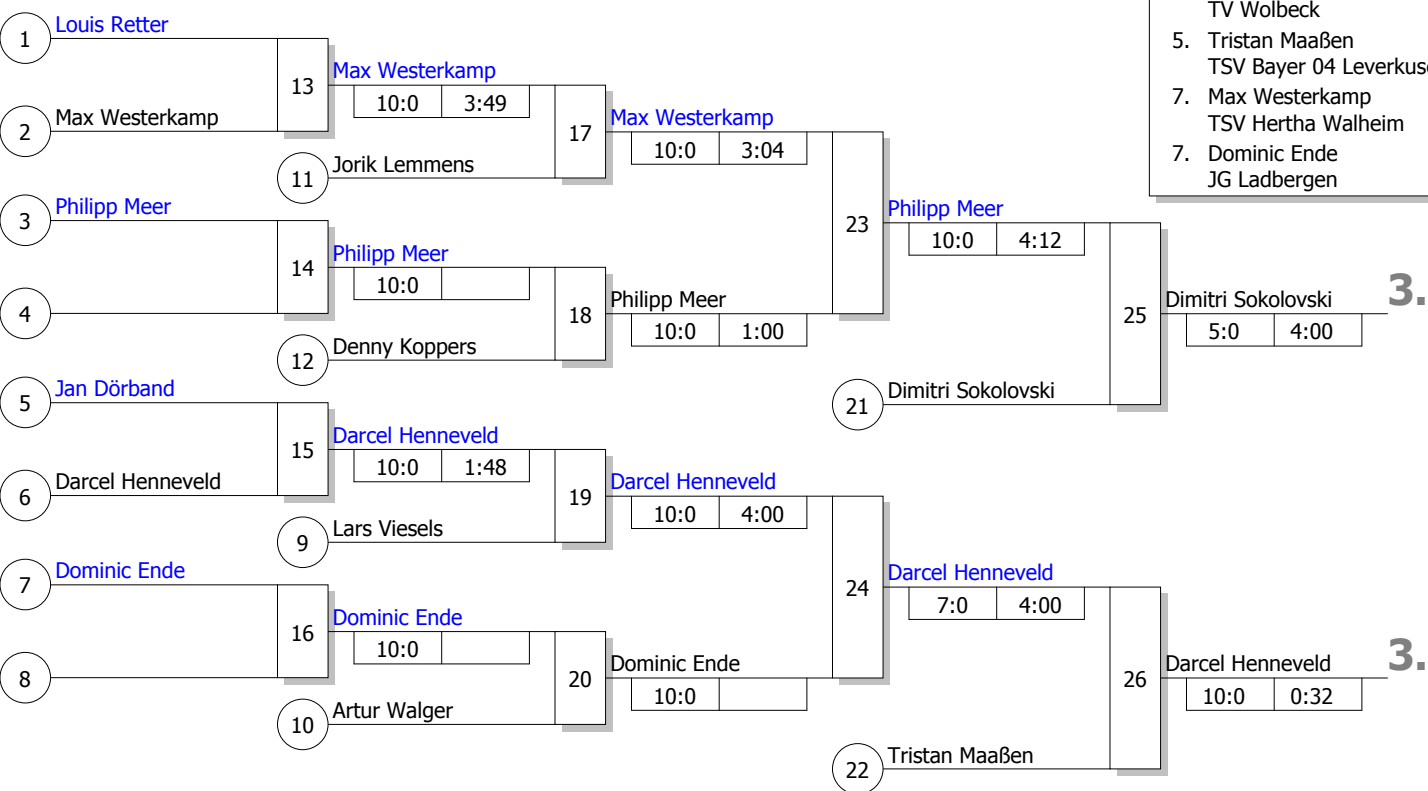 TV Wolbeck
5. Tristan Maaßen
7. Max Westerkamp
TSV Hertha Walheim
7. Dominic Ende
JG Ladbergen
1 Louis Retter
2 Max Westerkamp
13 Max Westerkamp
10:0 3:49
11 Jorik Lemmens
17 Max Westerkamp
10:0 3:04
3 Philipp Meer
4
14 Philipp Meer
10:0
12 Denny Koppers
18 Philipp Meer
10:0 1:00
23 Philipp Meer
10:0 4:12
21 Dimitri Sokolovski
25 Dimitri Sokolovski 3.
5:0 4:00
5 Jan Dörband
6 Darcel Henneveld
15 Darcel Henneveld
10:0 1:48
9 Lars Viesels
19 Darcel Henneveld
10:0 4:00
7 Dominic Ende
8
16 Dominic Ende
10:0
10 Artur Walger
20 Dominic Ende
10:0
24 Darcel Henneveld
7:0 4:00
22 Tristan Maaßen
26 Darcel Henneveld 3.
10:0 0:32
TSV Bayer 04